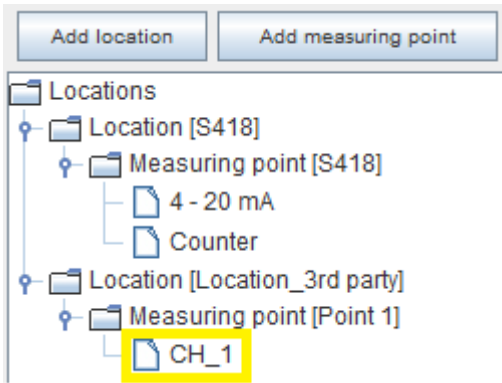 Add location Add measuring point
Locations
Location [S418]
Measuring point [S418]
4 - 20 mA
Counter
Location [Location_3rd party]
Measuring point [Point 1]
CH_1